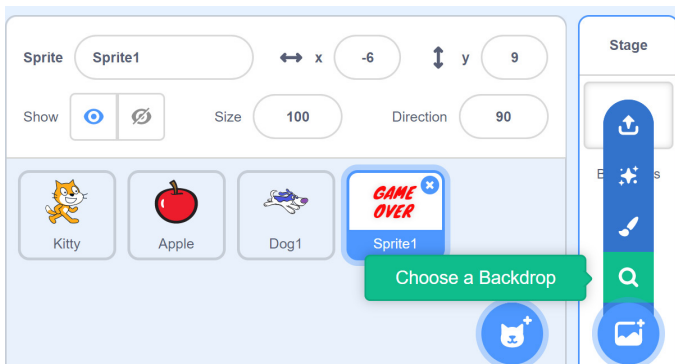 Sprite Sprite1 x -6 y 9 Stage
Show Size 100 Direction 90
GAME
OVER
Kitty Apple Dog1 Sprite1
Choose a Backdrop